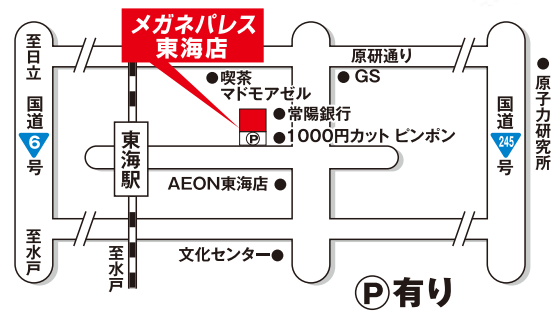 メガネパレス
東海店
至日立
国道
6
号
至水戸
東海駅
至水戸
原研通り
GS
喫茶
マドモアゼル
常陽銀行
P
1000円カット ピンポン
AEON東海店
文化センター
国道
245
号
原子力研究所
P有り